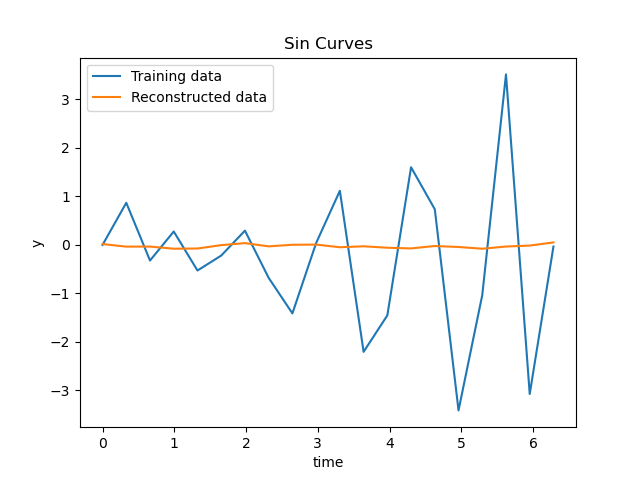 Sin Curves
Training data
Reconstructed data
3
2
1
0
−1
−2
−3
y
0 1 2 3 4 5 6
time